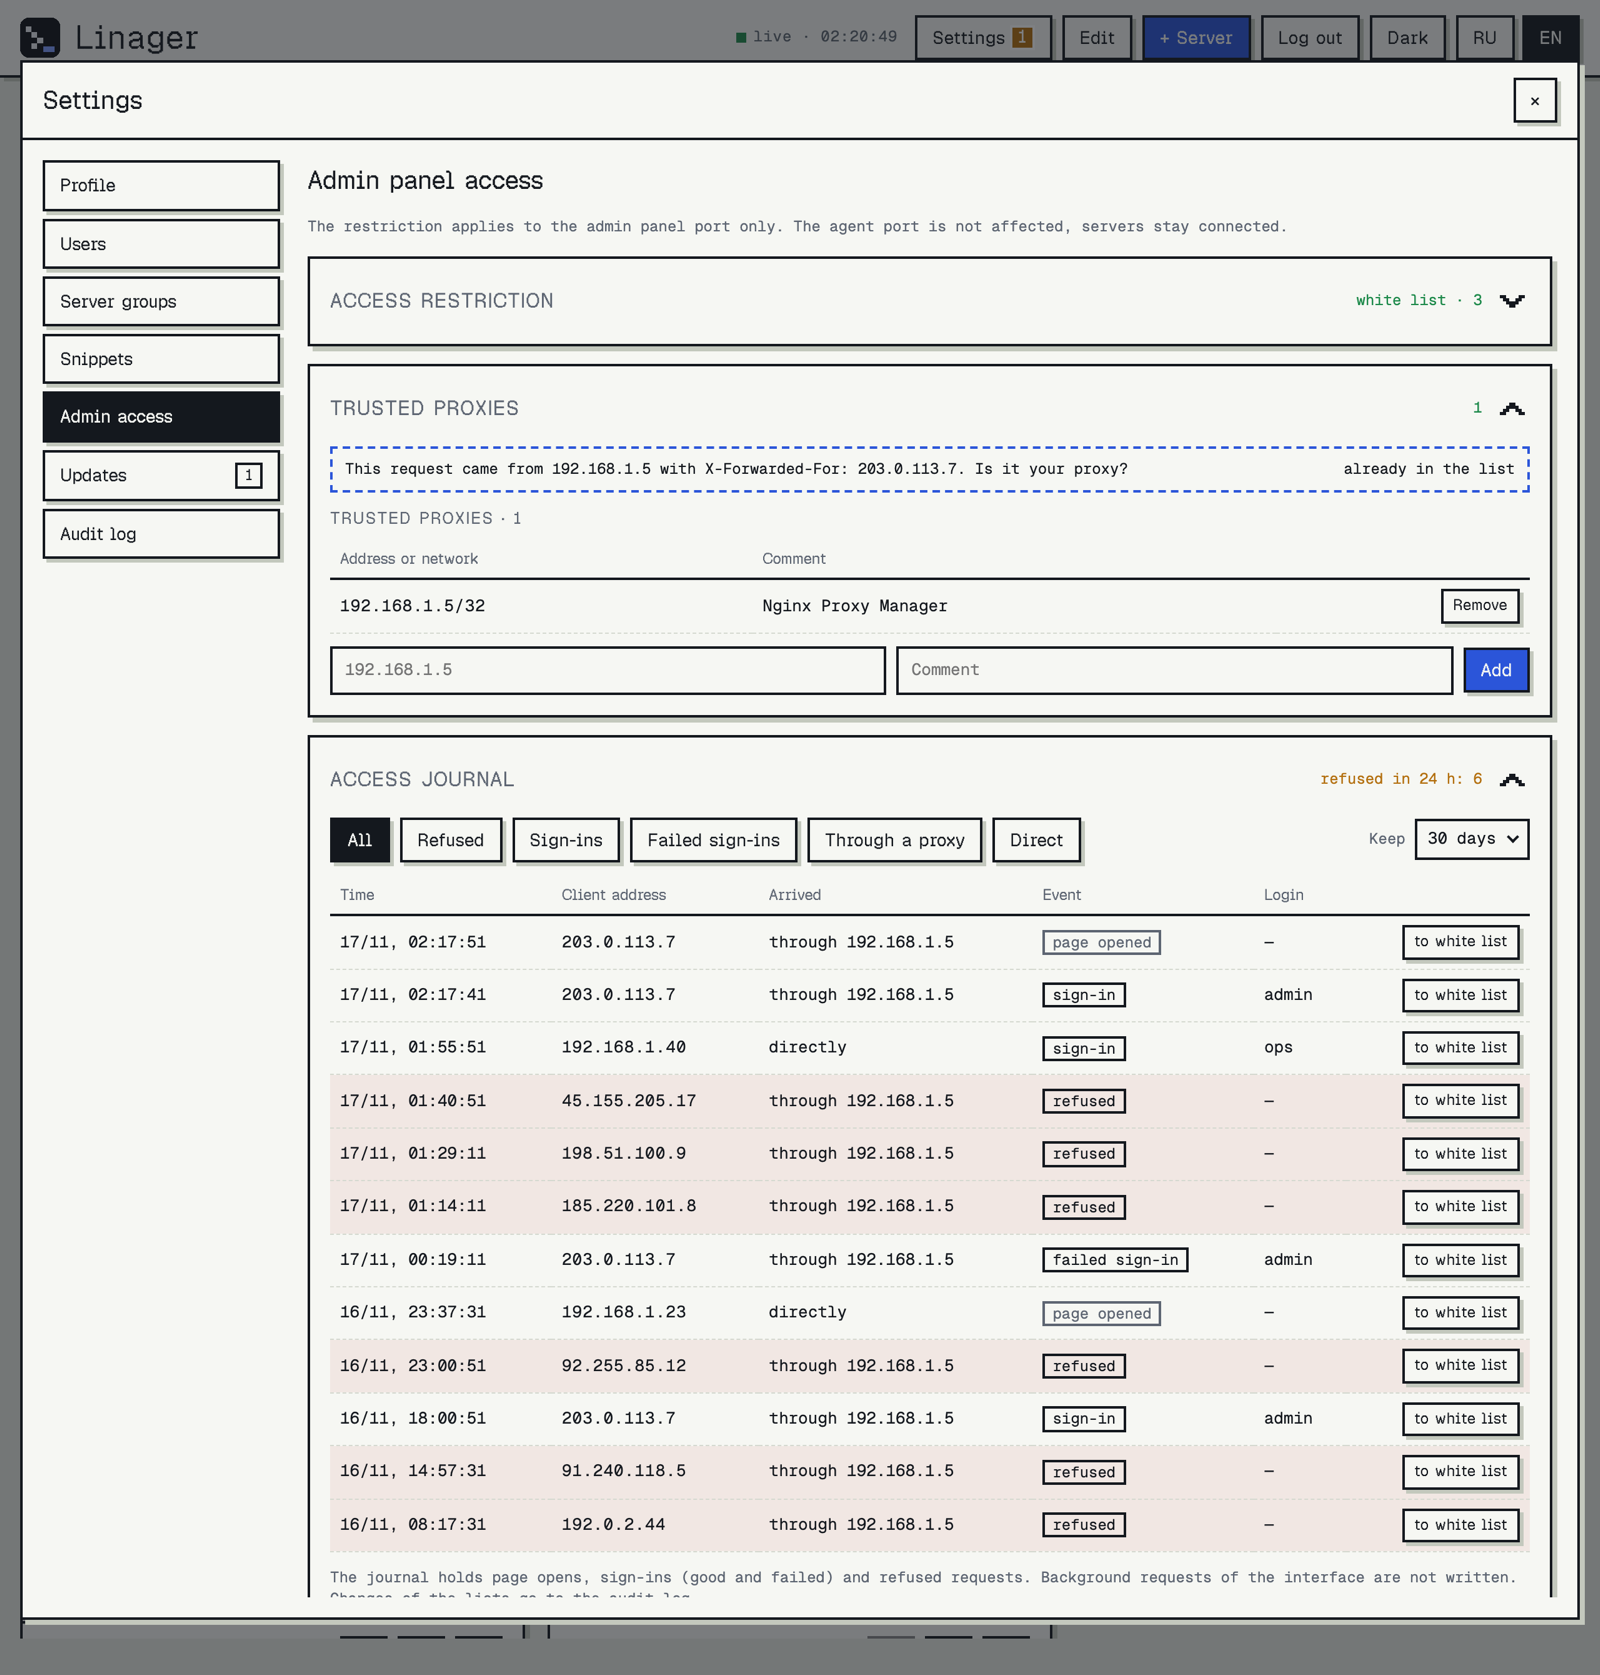 Linager
live · 02:20:49
Settings 1
Edit
+ Server
Log out
Dark
RU
EN
Settings
×
Profile
Users
Server groups
Snippets
Admin access
Updates 1
Audit log
Admin panel access
The restriction applies to the admin panel port only. The agent port is not affected, servers stay connected.
ACCESS RESTRICTION
white list · 3
TRUSTED PROXIES
1
This request came from 192.168.1.5 with X-Forwarded-For: 203.0.113.7. Is it your proxy? already in the list
TRUSTED PROXIES · 1
Address or network Comment
192.168.1.5/32 Nginx Proxy Manager Remove
192.168.1.5 Comment Add
ACCESS JOURNAL
refused in 24 h: 6
All Refused Sign-ins Failed sign-ins Through a proxy Direct Keep 30 days
Time Client address Arrived Event Login
17/11, 02:17:51 203.0.113.7 through 192.168.1.5 page opened — to white list
17/11, 02:17:41 203.0.113.7 through 192.168.1.5 sign-in admin to white list
17/11, 01:55:51 192.168.1.40 directly sign-in ops to white list
17/11, 01:40:51 45.155.205.17 through 192.168.1.5 refused — to white list
17/11, 01:29:11 198.51.100.9 through 192.168.1.5 refused — to white list
17/11, 01:14:11 185.220.101.8 through 192.168.1.5 refused — to white list
17/11, 00:19:11 203.0.113.7 through 192.168.1.5 failed sign-in admin to white list
16/11, 23:37:31 192.168.1.23 directly page opened — to white list
16/11, 23:00:51 92.255.85.12 through 192.168.1.5 refused — to white list
16/11, 18:00:51 203.0.113.7 through 192.168.1.5 sign-in admin to white list
16/11, 14:57:31 91.240.118.5 through 192.168.1.5 refused — to white list
16/11, 08:17:31 192.0.2.44 through 192.168.1.5 refused — to white list
The journal holds page opens, sign-ins (good and failed) and refused requests. Background requests of the interface are not written.
Changes of the lists go to the audit log.